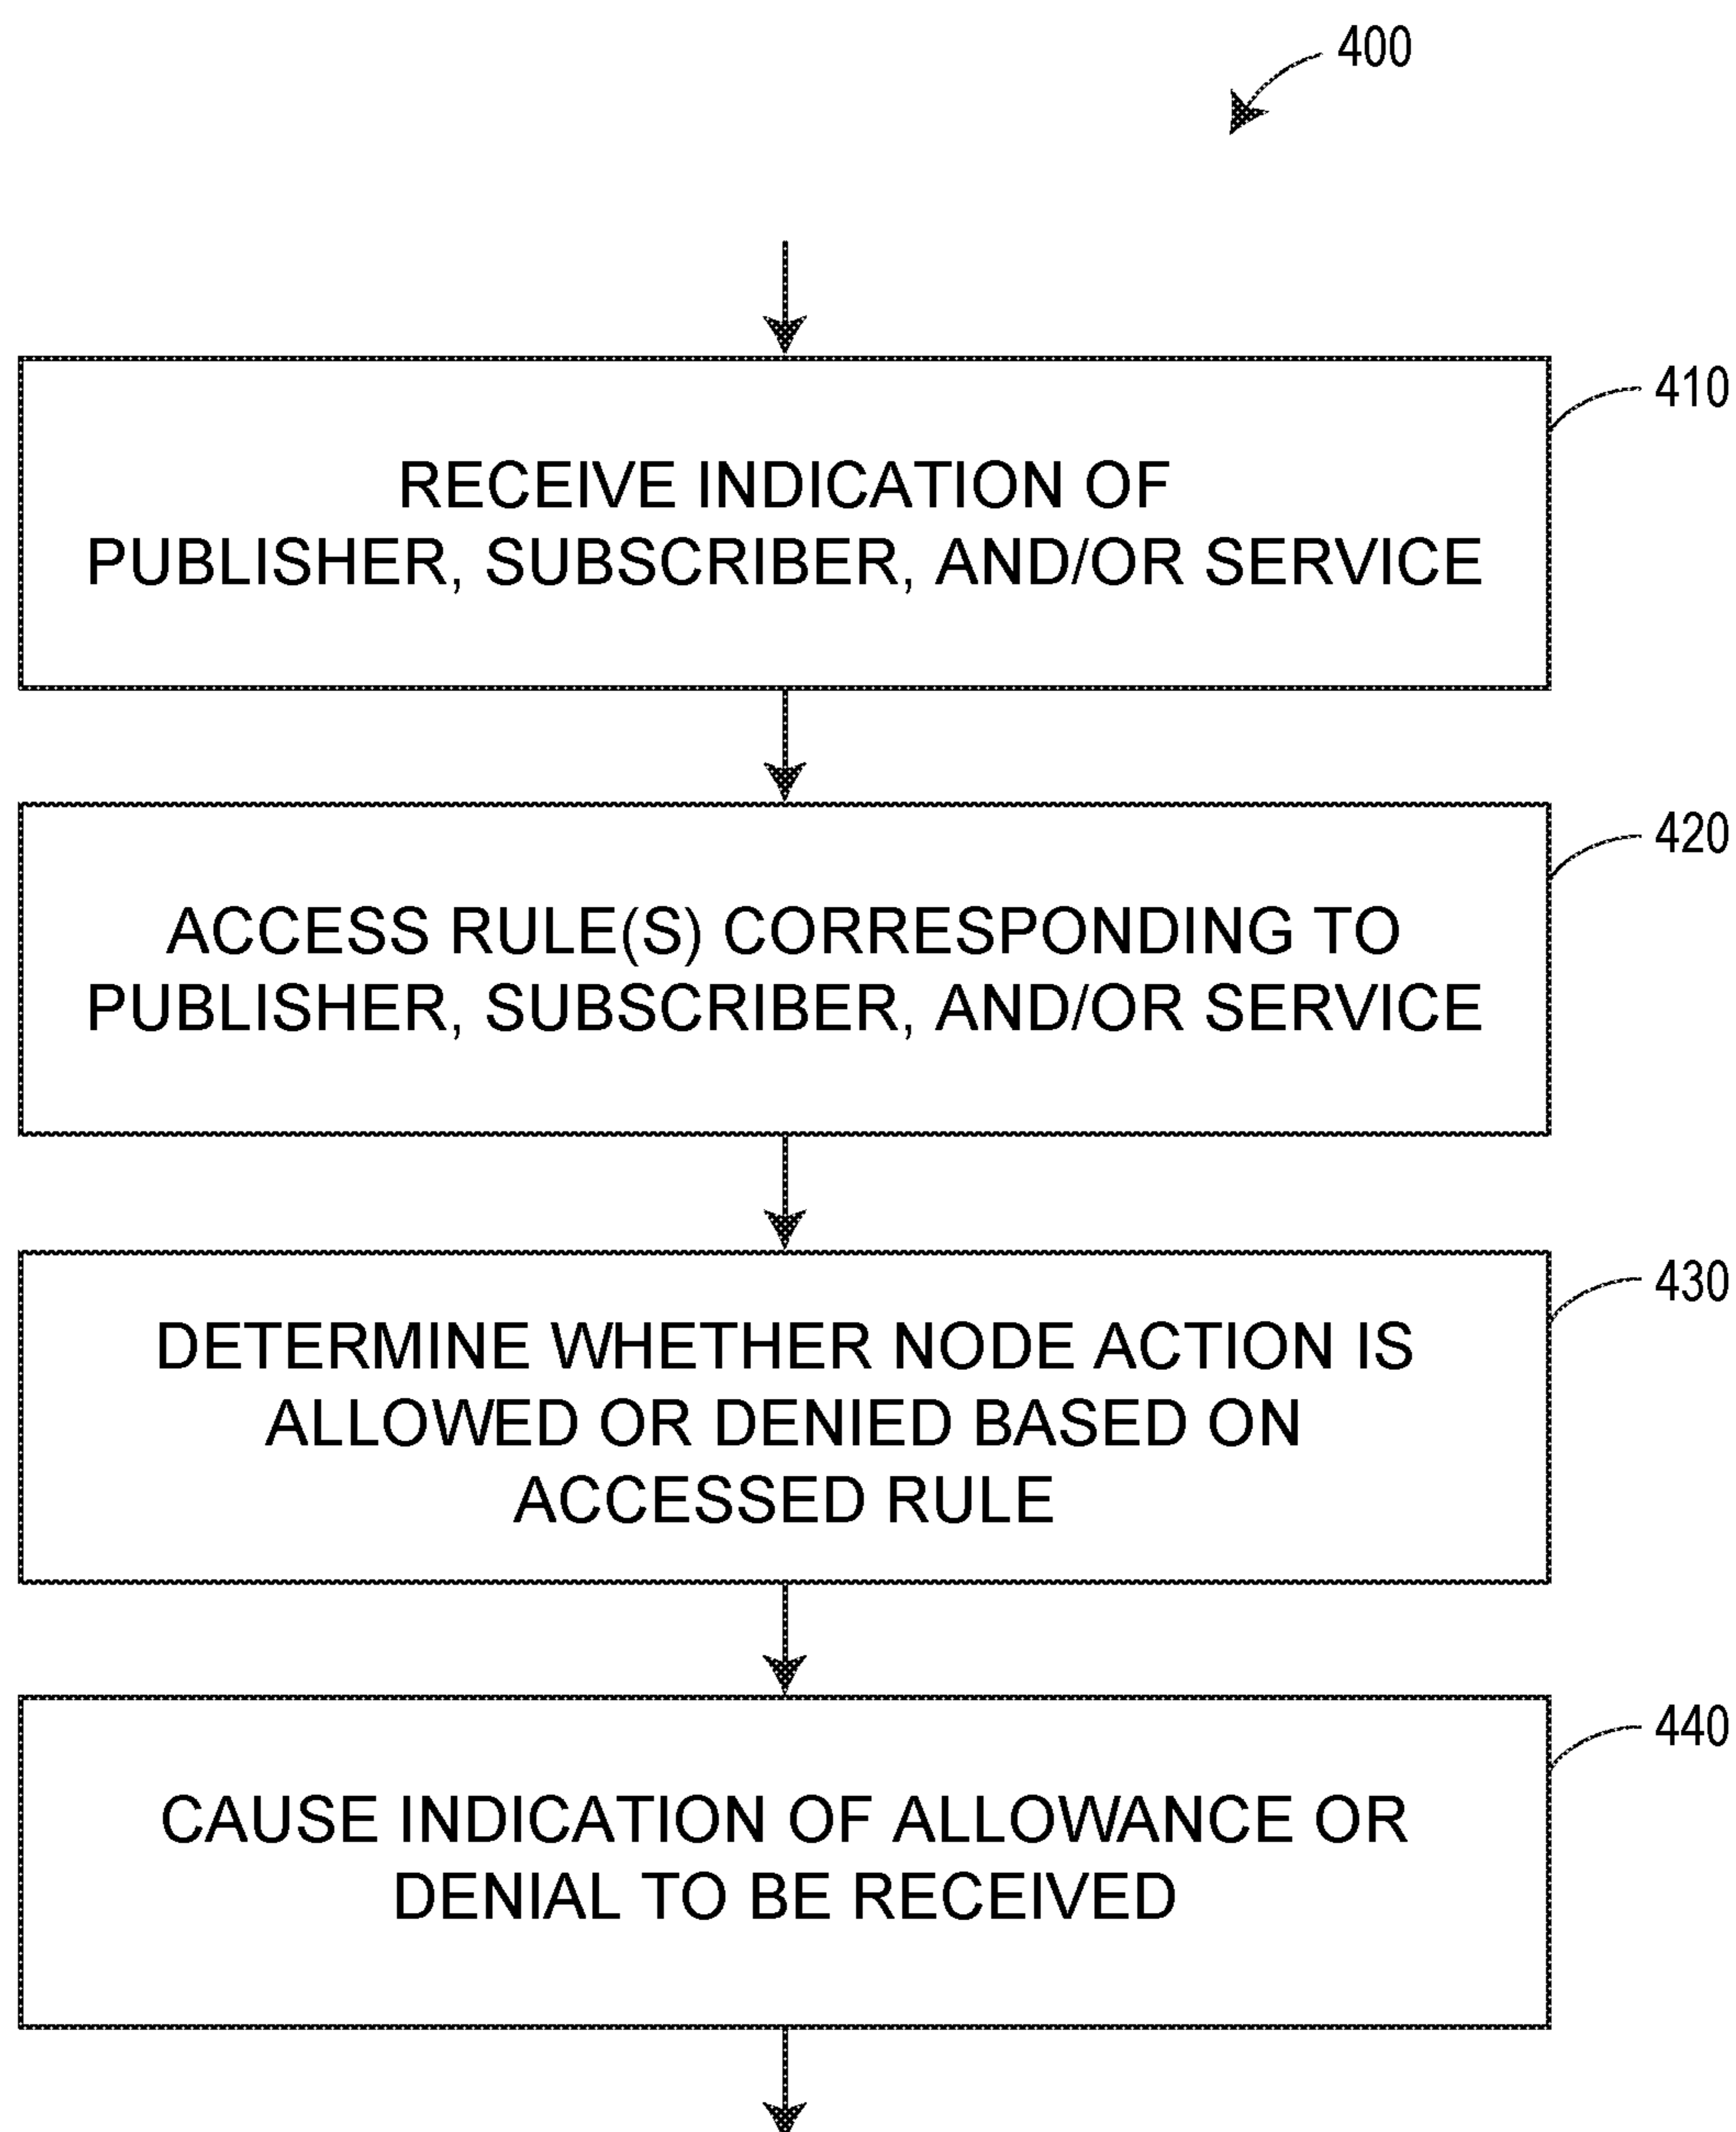 400
410
RECEIVE INDICATION OF
PUBLISHER, SUBSCRIBER, AND/OR SERVICE
420
ACCESS RULE(S) CORRESPONDING TO
PUBLISHER, SUBSCRIBER, AND/OR SERVICE
430
DETERMINE WHETHER NODE ACTION IS
ALLOWED OR DENIED BASED ON
ACCESSED RULE
440
CAUSE INDICATION OF ALLOWANCE OR
DENIAL TO BE RECEIVED